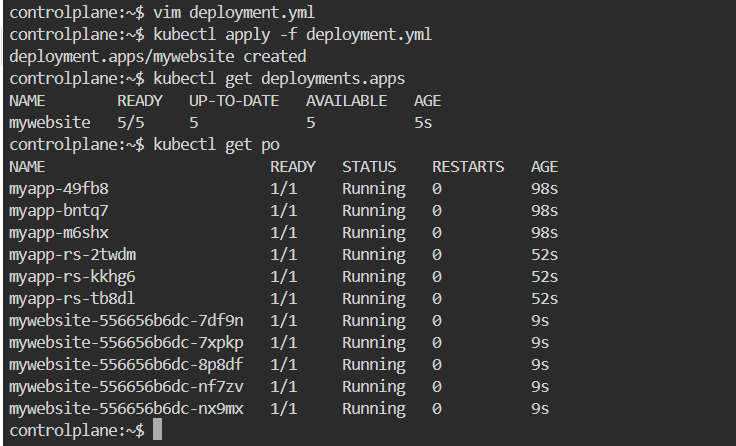 controlplane:~$ vim deployment.yml
controlplane:~$ kubectl apply -f deployment.yml
deployment.apps/mywebsite created
controlplane:~$ kubectl get deployments.apps
NAME READY UP-TO-DATE AVAILABLE AGE
mywebsite 5/5 5 5 5s
controlplane:~$ kubectl get po
NAME READY STATUS RESTARTS AGE
myapp-49fb8 1/1 Running 0 98s
myapp-bntq7 1/1 Running 0 98s
myapp-m6shx 1/1 Running 0 98s
myapp-rs-2twdm 1/1 Running 0 52s
myapp-rs-kkhg6 1/1 Running 0 52s
myapp-rs-tb8dl 1/1 Running 0 52s
mywebsite-556656b6dc-7df9n 1/1 Running 0 9s
mywebsite-556656b6dc-7xpkp 1/1 Running 0 9s
mywebsite-556656b6dc-8p8df 1/1 Running 0 9s
mywebsite-556656b6dc-nf7zv 1/1 Running 0 9s
mywebsite-556656b6dc-nx9mx 1/1 Running 0 9s
controlplane:~$